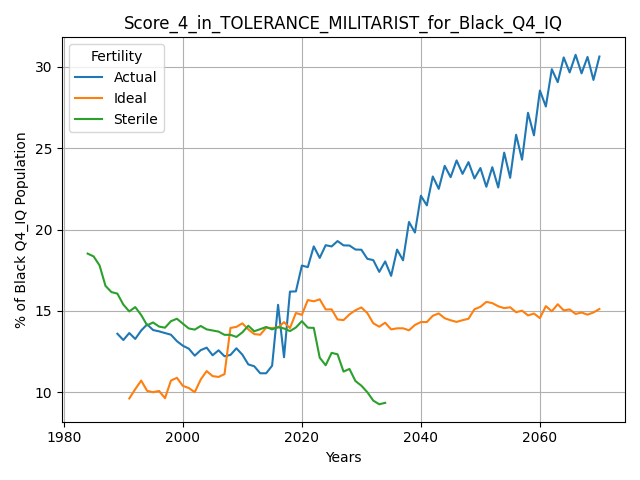 Score_4_in_TOLERANCE_MILITARIST_for_Black_Q4_IQ
Fertility
Actual
Ideal
Sterile
% of Black Q4_IQ Population
30
25
20
15
10
1980
2000
2020
2040
2060
Years